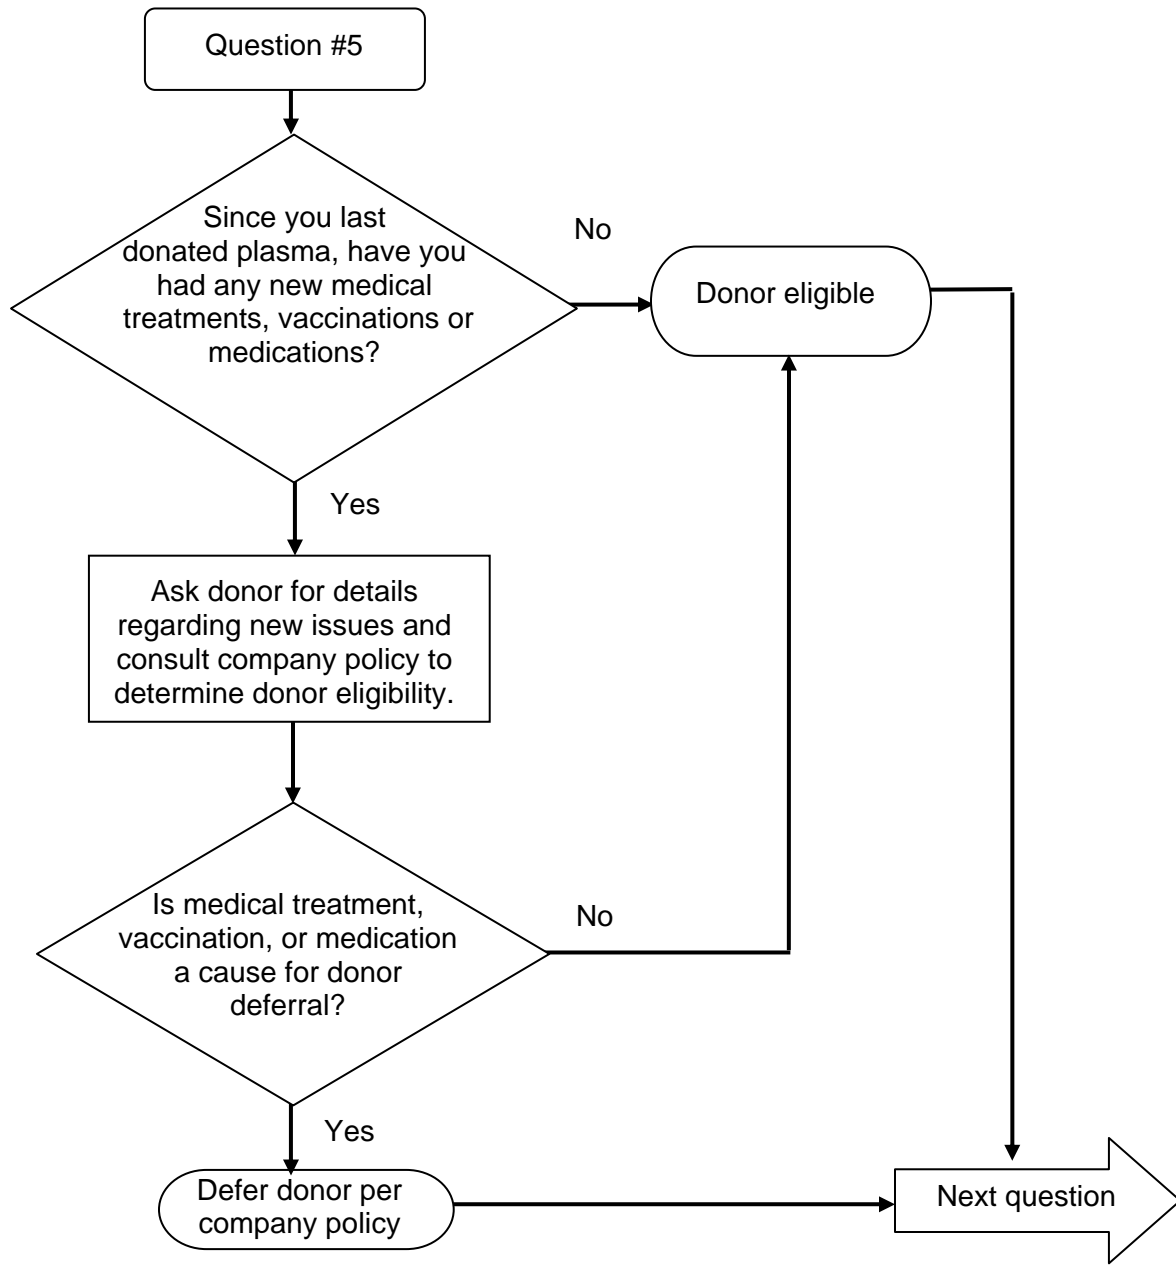 Question #5
Since you last
donated plasma, have you
had any new medical
treatments, vaccinations or
medications?
No
Donor eligible
Yes
Ask donor for details
regarding new issues and
consult company policy to
determine donor eligibility.
Is medical treatment,
vaccination, or medication
a cause for donor
deferral?
No
Yes
Defer donor per
company policy
Next question